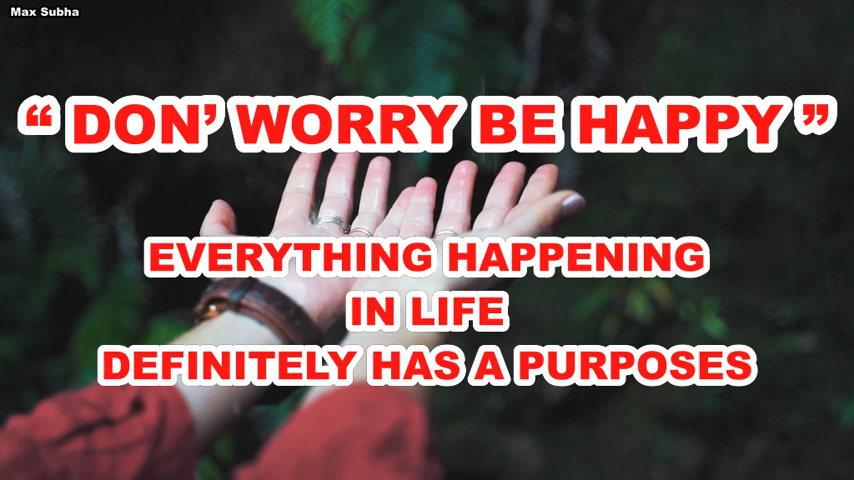 Max Subha
“ DON’ WORRY BE HAPPY ”
EVERYTHING HAPPENING
IN LIFE
DEFINITELY HAS A PURPOSES